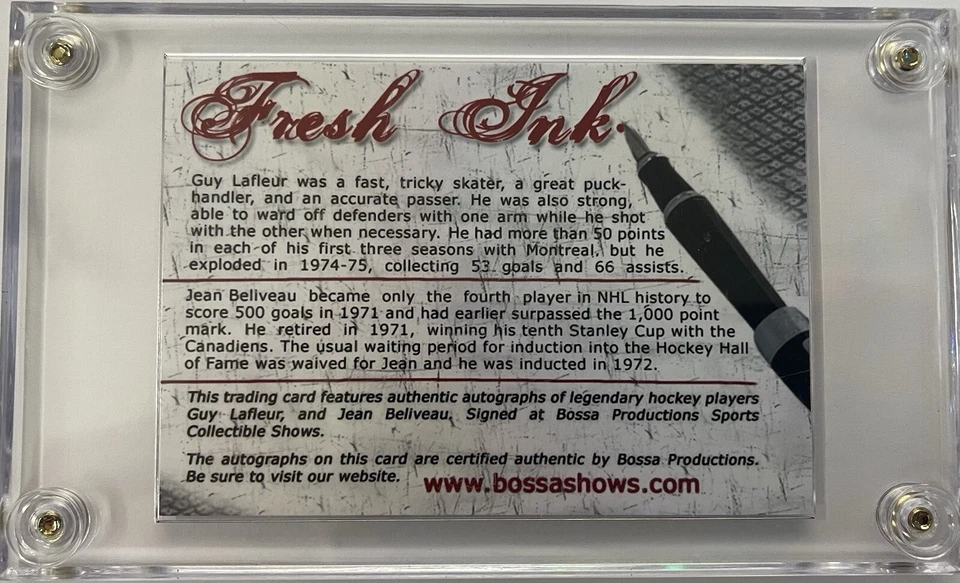 Fresh Ink.
Guy Lafleur was a fast, tricky skater, a great puck-
handler, and an accurate passer. He was also strong,
able to ward off defenders with one arm while he shot
with the other when necessary. He had more than 50 points
in each of his first three seasons with Montreal, but he
exploded in 1974-75, collecting 53 goals and 66 assists.
Jean Beliveau became only the fourth player in NHL history to
score 500 goals in 1971 and had earlier surpassed the 1,000 point
mark. He retired in 1971, winning his tenth Stanley Cup with the
Canadiens. The usual waiting period for induction into the Hockey Hall
of Fame was waived for Jean and he was inducted in 1972.
This trading card features authentic autographs of legendary hockey players
Guy Lafleur, and Jean Beliveau. Signed at Bossa Productions Sports
Collectible Shows.
The autographs on this card are certified authentic by Bossa Productions.
Be sure to visit our website. www.bossashows.com